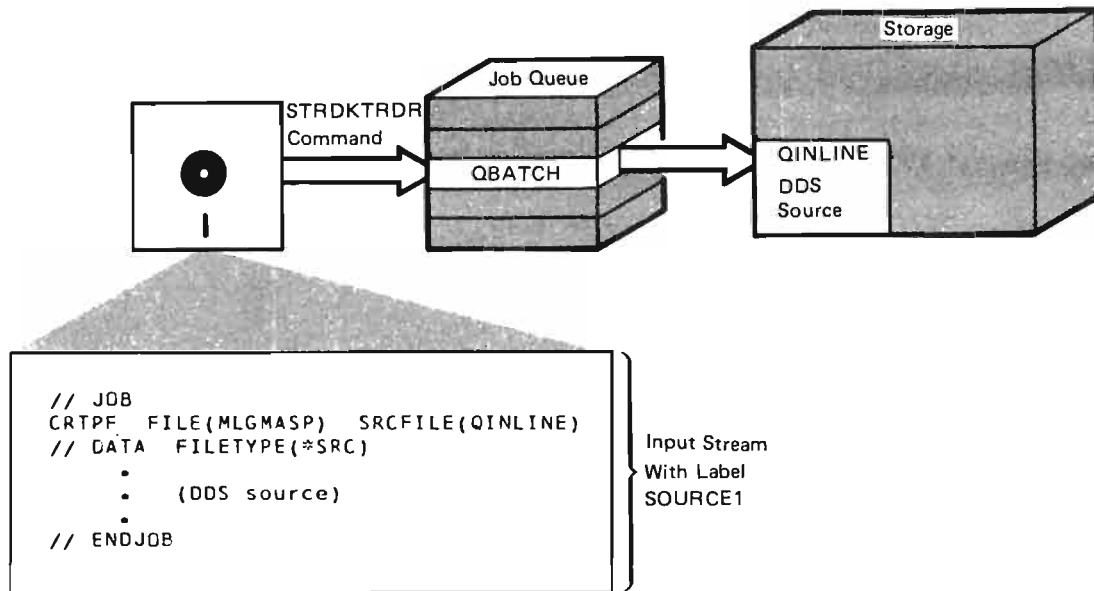 Storage
Job Queue
STRDKTRDR
Command
QBATCH
QINLINE
DDS
Source
// JOB
CRTPF FILE(MLGMASP) SRCFILE(QINLINE)
// DATA FILETYPE(*SRC)
(DDS source)
// ENDJOB
Input Stream
With Label
SOURCE1